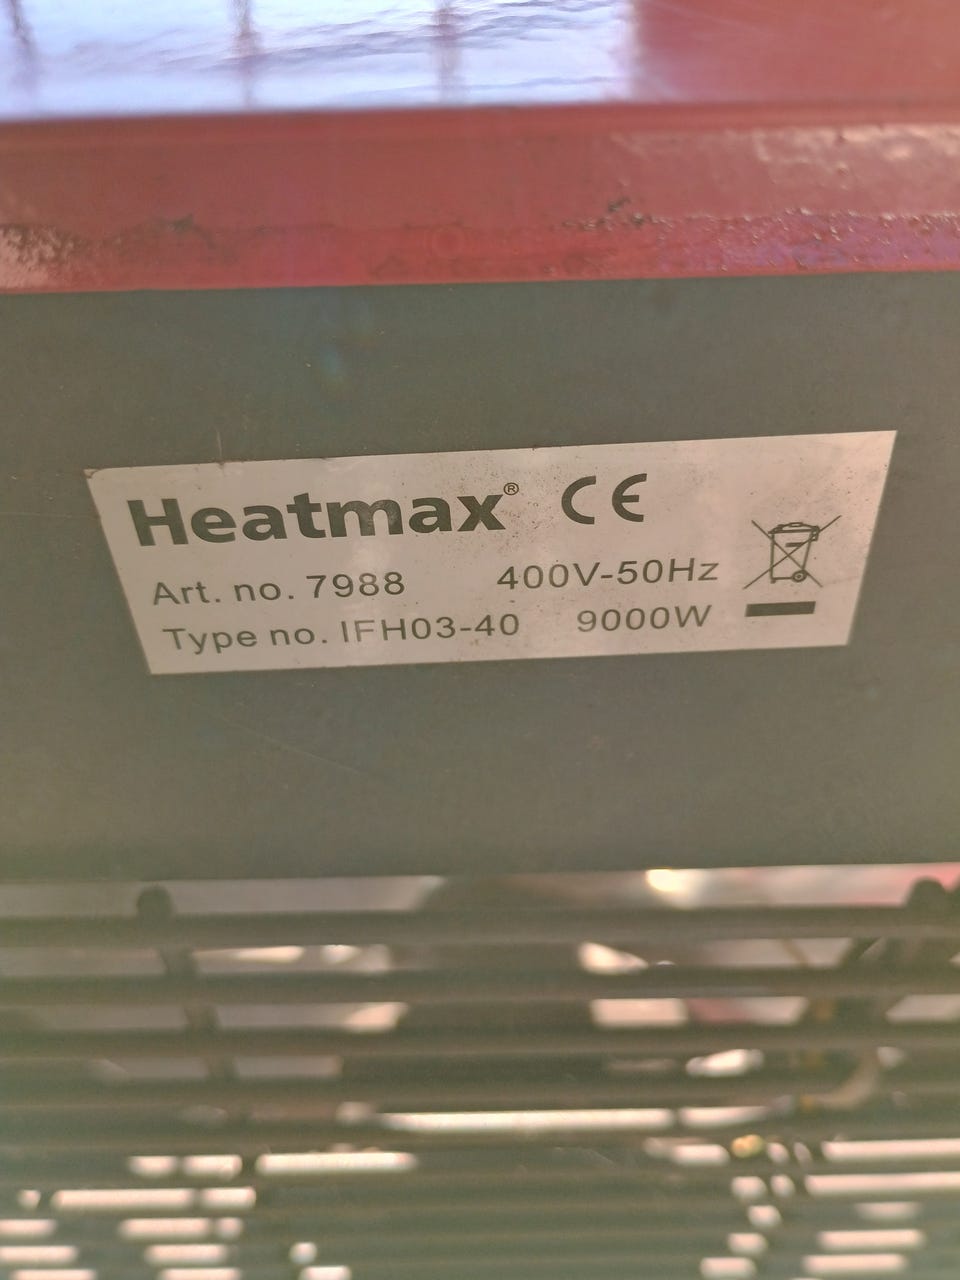 Heatmax® CE
Art. no. 7988 400V-50Hz
Type no. IFH03-40 9000W